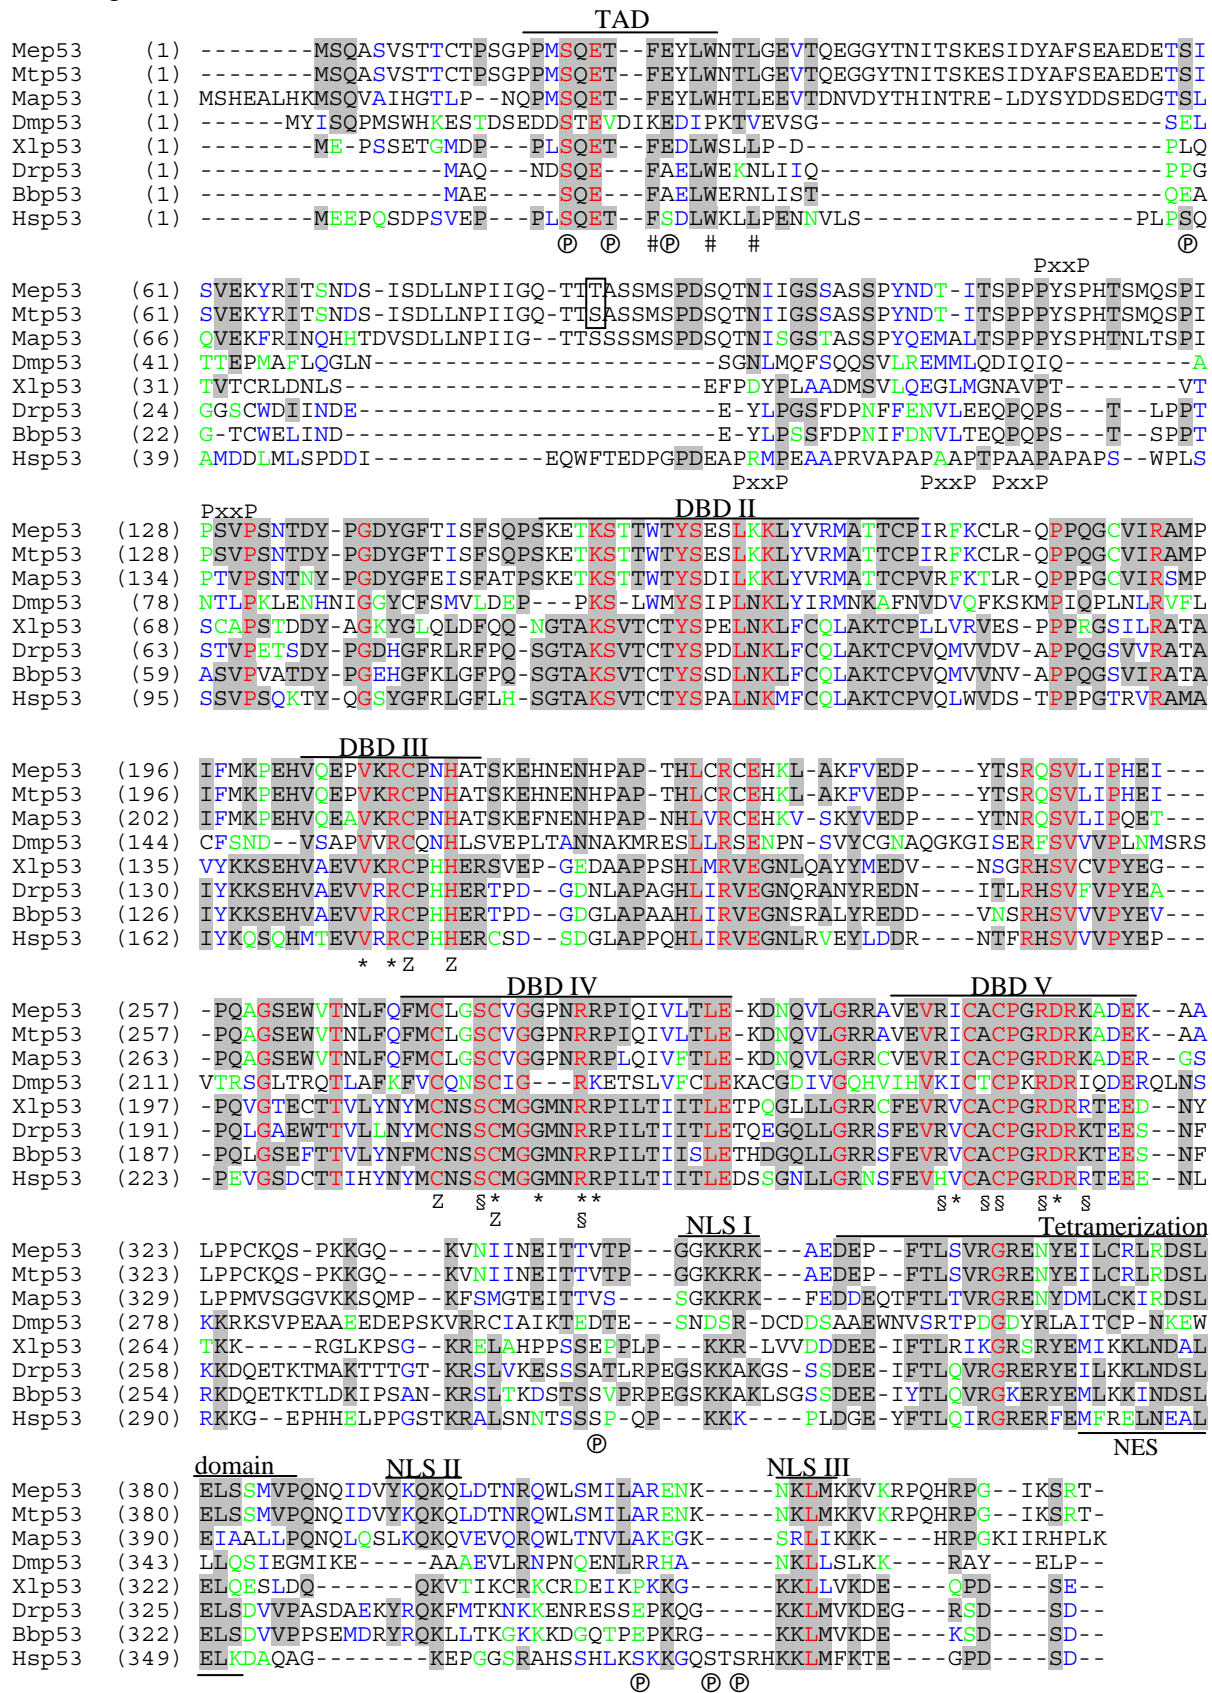 TAD
Mep53 (1) --------MSQASVSTTCTPSGPPMSQET--FEYLWNTLGEVTQEGGYTNITSKESIDYAFSEAEDETSI
Mtp53 (1) --------MSQASVSTTCTPSGPPMSQET--FEYLWNTLGEVTQEGGYTNITSKESIDYAFSEAEDETSI
Map53 (1) MSHEALHKMSQVAIHGTLP--NQPMSQET--FEYLWHTLEEVTDNVDYTHINTRE-LDYSYDDSEDGTSL
Dmp53 (1) ------MYISQPMSWHKESTDSEDDSTEVDIKEDIPKTVEVSG------------------------SEL
Xlp53 (1) --------ME-PSSETGMDP---PLSQET--FEDLWSLLP-D-------------------------PLQ
Drp53 (1) -----------------MAQ---NDSQE--FAELWEKNLIIQ-------------------------PPG
Bbp53 (1) -----------------MAE-----SQE--FAELWERNLIST-------------------------QEA
Hsp53 (1) --------MEEPQSDPSVEP---PLSQET--FSDLWKLLPENNVLS------------------PLPSQ
Ⓟ Ⓟ #Ⓟ # # Ⓟ
PxxP
Mep53 (61) SVEKYRITSNDS-ISDLLNPIIGQ-TTTASSMSPDSQTNIIGSSASSPYNDT-ITSPPPYSPHTSMQSPI
Mtp53 (61) SVEKYRITSNDS-ISDLLNPIIGQ-TTSASSMSPDSQTNIIGSSASSPYNDT-ITSPPPYSPHTSMQSPI
Map53 (66) QVEKFRINQHHTDVSDLLNPIIG-TTSSSSMSPDSQTNISGSTASSPYQEMALTSPPPYSPHTNLTSPI
Dmp53 (41) TTEPMAFLQGLN------------------------SGNLMQFSQQSVLREMMLQDIQIQ---------A
Xlp53 (31) TVTCRLDNLS--------------------------EFPDYPLAADMSVLQEGLMGNAVPT------VT
Drp53 (24) GGSCWDIINDE-------------------------E-YLPGSFDPNFFENVLEEQPQPS---T--LPPT
Bbp53 (22) G-TCWELIND--------------------------E-YLPSSFDPNIFDNVLTEQPQPS---T--SPPT
Hsp53 (39) AMDDLMLSPDDI------------EQWFTEDPGPDEAPRMPEAAPRVAPAPAAPTPAAPAPAPS--WPLS
PxxP PxxP PxxP
PxxP DBD II
Mep53 (128) PSVPSNTDY-PGDYGFTISFSQPSKETKSTTWTYSESLKKLYVRMATTCPIRFKCLR-QPPQGCVIRAMP
Mtp53 (128) PSVPSNTDY-PGDYGFTISFSQPSKETKSTTWTYSESLKKLYVRMATTCPIRFKCLR-QPPQGCVIRAMP
Map53 (134) PTVPSNTNY-PGDYGFEISFATPSKETKSTTWTYSDILKKLYVRMATTCPVRFKTLR-QPPPGCVIRSMP
Dmp53 (78) NTLPKLENHNIGGYCFSMVLDEP---PKS-LWMYSIPLNKLYIRMNKAFNVDVQFKSKMPIQPLNLRVFL
Xlp53 (68) SCAPSTDDY-AGKYGLQLDFQQ-NGTAKSVTCTYSPELNKLFCQLAKTCPLLVRVES-PPPRGSILRATA
Drp53 (63) STVPETSDY-PGDHGFRLRFPQ-SGTAKSVTCTYSPDLNKLFCQLAKTCPVQMVVDV-APPQGSVVRATA
Bbp53 (59) ASVPVATDY-PGEHGFKLGFPQ-SGTAKSVTCTYSSDLNKLFCQLAKTCPVQMVVNV-APPQGSVIRATA
Hsp53 (95) SSVPSQKTY-QGSYGFRLGFLH-SGTAKSVTCTYSPALNKMFCQLAKTCPVQLWVDS-TPPPGTRVRAMA
DBD III
Mep53 (196) IFMKPEHVQEPVKRCPNHATSKEHNENHPAP-THLCRCEHKL-AKFVEDP----YTSRQSVLIPHEI---
Mtp53 (196) IFMKPEHVQEPVKRCPNHATSKEHNENHPAP-THLCRCEHKL-AKFVEDP----YTSRQSVLIPHEI---
Map53 (202) IFMKPEHVQEAVKRCPNHATSKEFNENHPAP-NHLVRCEHKV-SKYVEDP----YTNRQSVLIPQET---
Dmp53 (144) CFSND--VSAPVVRCQNHLSVEPLTANNAKMRESLLRSENPN-SVYCGNAQGKGISERFSVVVPLNMSRS
Xlp53 (135) VYKKSEHVAEVVKRCPHHERSVEP-GEDAAPPSHLMRVEGNLQAYYMEDV----NSGRHSVCVPYEG---
Drp53 (130) IYKKSEHVAEVVRRCPHHERTPD--GDNLAPAGHLIRVEGNQRANYREDN----ITLRHSVFVPYEA---
Bbp53 (126) IYKKSEHVAEVVRRCPHHERTPD--GDGLAPAAHLIRVEGNSRALYREDD----VNSRHSVVVPYEV---
Hsp53 (162) IYKQSQHMTEVVRRCPHHERCSD--SDGLAPPQHLIRVEGNLRVEYLDDR----NTFRHSVVVPYEP---
* *Z Z
DBD IV DBD V
Mep53 (257) -PQAGSEWVTNLFQFMCLGSCVGGPNRRPIQIVLTLE-KDNQVLGRRAVEVRICACPGRDRKADEK--AA
Mtp53 (257) -PQAGSEWVTNLFQFMCLGSCVGGPNRRPIQIVLTLE-KDNQVLGRRAVEVRICACPGRDRKADEK--AA
Map53 (263) -PQAGSEWVTNLFQFMCLGSCVGGPNRRPLQIVFTLE-KDNQVLGRRCVEVRICACPGRDRKADER--GS
Dmp53 (211) VTRSGLTRQTLAFKFVCQNSCIG---RKETSLVFCLEKACGDIVGQHVIHVKICTCPKRDRIQDERQLNS
Xlp53 (197) -PQVGTECTTVLYNYMCNSSCMGGMNRRPILTIITLETPQGLLLGRRCFEVRVCACPGRDRRTEED--NY
Drp53 (191) -PQLGAEWTTVLLNYMCNSSCMGGMNRRPILTIITLETQEGQLLGRRSFEVRVCACPGRDRKTEES--NF
Bbp53 (187) -PQLGSEFTTVLYNFMCNSSCMGGMNRRPILTIISLETHDGQLLGRRSFEVRVCACPGRDRKTEES--NF
Hsp53 (223) -PEVGSDCTTIHYNYMCNSSCMGGMNRRPILTIITLEDSSGNLLGRNSFEVHVCACPGRDRRTEEE--NL
Z §* * ** §* §§ §* §
Z §
NLS I Tetramerization
Mep53 (323) LPPCKQS-PKKGQ---KVNIINEITTVTP---GGKKRK--AEDEP--FTLSVRGRENYEILCRLRDSL
Mtp53 (323) LPPCKQS-PKKGQ---KVNIINEITTVTP---GGKKRK--AEDEP--FTLSVRGRENYEILCRLRDSL
Map53 (329) LPPMVSGGVKKSQMP--KFSMGTEITTVS----SGKKRK--FEDDEQTFTLTVRGRENYDMLCKIRDSL
Dmp53 (278) KKRKSVPEAAEEDEPSKVRRCIAIKTEDTE---SNDSR-DCDDSAAEWNVSRTPDGDYRLAITCP-NKEW
Xlp53 (264) TKK-----RGLKPSG--KRELAHPPSSEPPLP---KKR-LVVDDDEEIFTLRIKGRSRYEMIKKLNDAL
Drp53 (258) KKDQETKTMAKTTTGT-KRSLVKESSSATLRPEGSKKAKGS-SSDEE-IFTLQVRGRERYEILKKLNDSL
Bbp53 (254) RKDQETKTLDKIPSAN-KRSLTKDSTSSVPRPEGSKKAKLSGSSDEE-IYTLQVRGKERYEMLKKINDSL
Hsp53 (290) RKKG--EPHHELPPGSTKRALSNNTSSSP-QP---KKK---PLDGE-YFTLQIRGRERFEMFRELNEAL
Ⓟ NES
domain NLS II NLS III
Mep53 (380) ELSSMVPQNQIDVYKQKQLDTNRQWLSMILARENK-----NKLMKKVKRPQHRPG--IKSRT-
Mtp53 (380) ELSSMVPQNQIDVYKQKQLDTNRQWLSMILARENK-----NKLMKKVKRPQHRPG--IKSRT-
Map53 (390) EIAALLPQNQLQSLKQKQVEVQRQWLTNVLAKEGK-----SRLIKKK---HRPGKIIRHPLK
Dmp53 (343) LLQSIEGMIKE-----AAAEVLRNPNQENLRRHA------NKLLSLKK----RAY---ELP--
Xlp53 (322) ELQESLDQ--------QKVTIKCRKCRDEIKPKKG-----KKLLVKDE----QPD----SE--
Drp53 (325) ELSDVVPASDAEKYRQKFMTKNKKENRESSEPKQG-----KKLMVKDEG---RSD----SD--
Bbp53 (322) ELSDVVPPSEMDRYRQKLLTKGKKKDGQTPEPKRG-----KKLMVKDE----KSD----SD--
Hsp53 (349) ELKDAQAG--------KEPGGSRAHSSHLKSKKGQSTSRHKKLMFKTE----GPD----SD--
Ⓟ Ⓟ Ⓟ